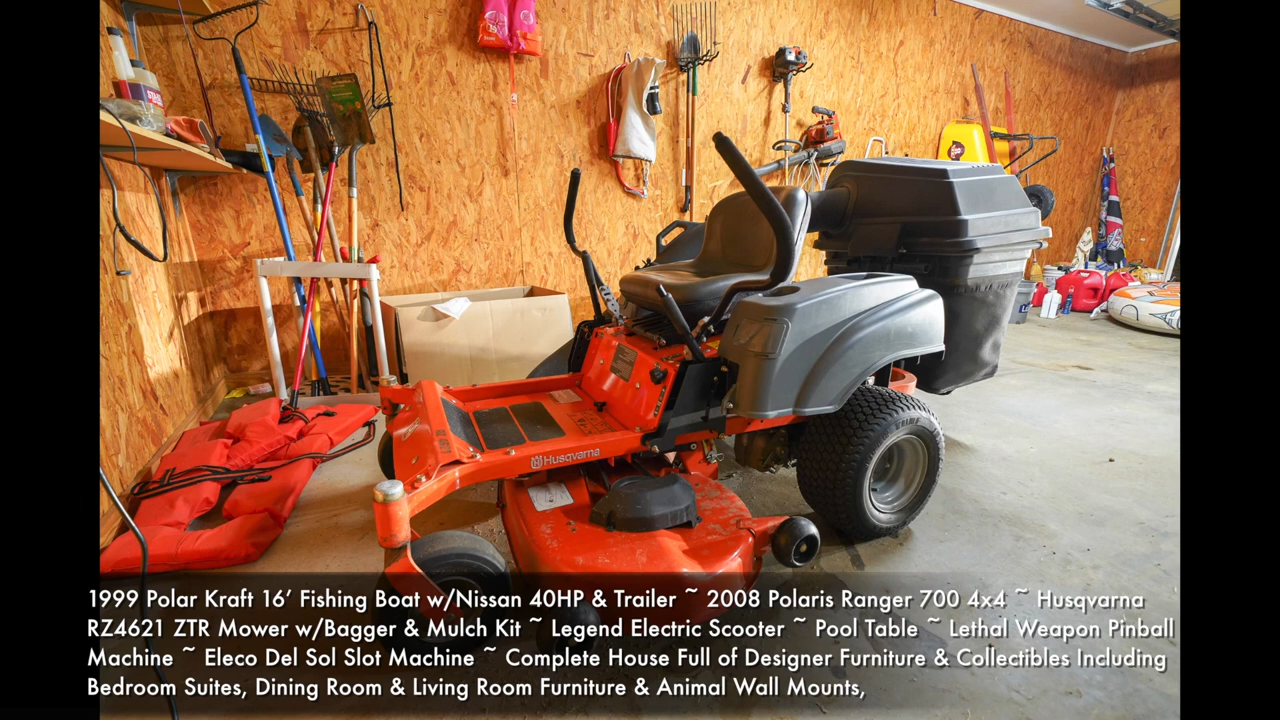 Husqvarna
1999 Polar Kraft 16’ Fishing Boat w/Nissan 40HP & Trailer ~ 2008 Polaris Ranger 700 4x4 ~ Husqvarna
RZ4621 ZTR Mower w/Bagger & Mulch Kit ~ Legend Electric Scooter ~ Pool Table ~ Lethal Weapon Pinball
Machine ~ Eleco Del Sol Slot Machine ~ Complete House Full of Designer Furniture & Collectibles Including
Bedroom Suites, Dining Room & Living Room Furniture & Animal Wall Mounts,